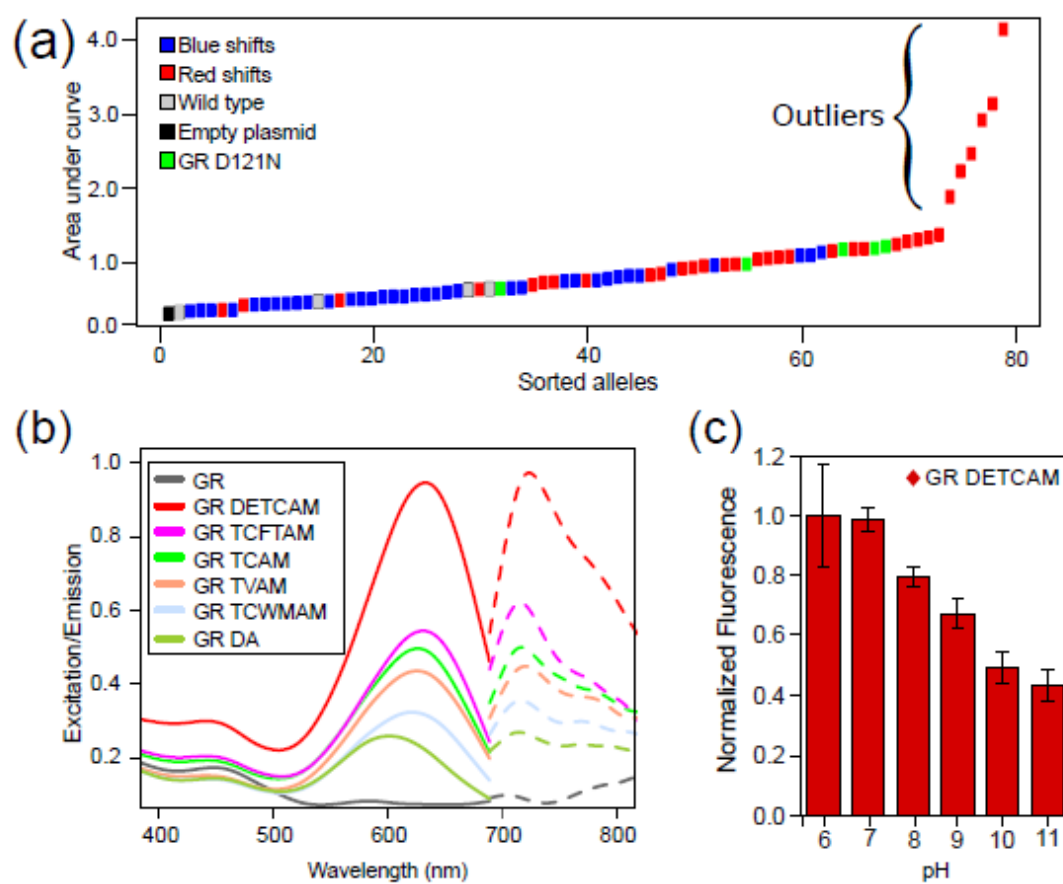 (a)
4.0
3.0
2.0
1.0
0.0
Area under curve
Blue shifts
Red shifts
Wild type
Empty plasmid
GR D121N
Outliers
0
20
40
60
80
Sorted alleles
(b)
1.0
0.8
0.6
0.4
0.2
Excitation/Emission
GR
GR DETCAM
GR TCFTAM
GR TCAM
GR TVAM
GR TCWMAM
GR DA
400
500
600
700
800
Wavelength (nm)
(c)
1.2
1.0
0.8
0.6
0.4
0.2
0.0
Normalized Fluorescence
GR DETCAM
6
7
8
9
10
11
pH